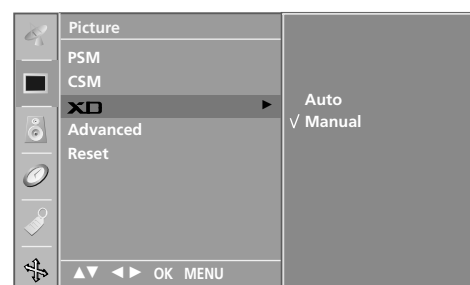 Picture
PSM
CSM
XD ►
Advanced
Reset
Auto
√ Manual
▲▼ ◄► OK MENU